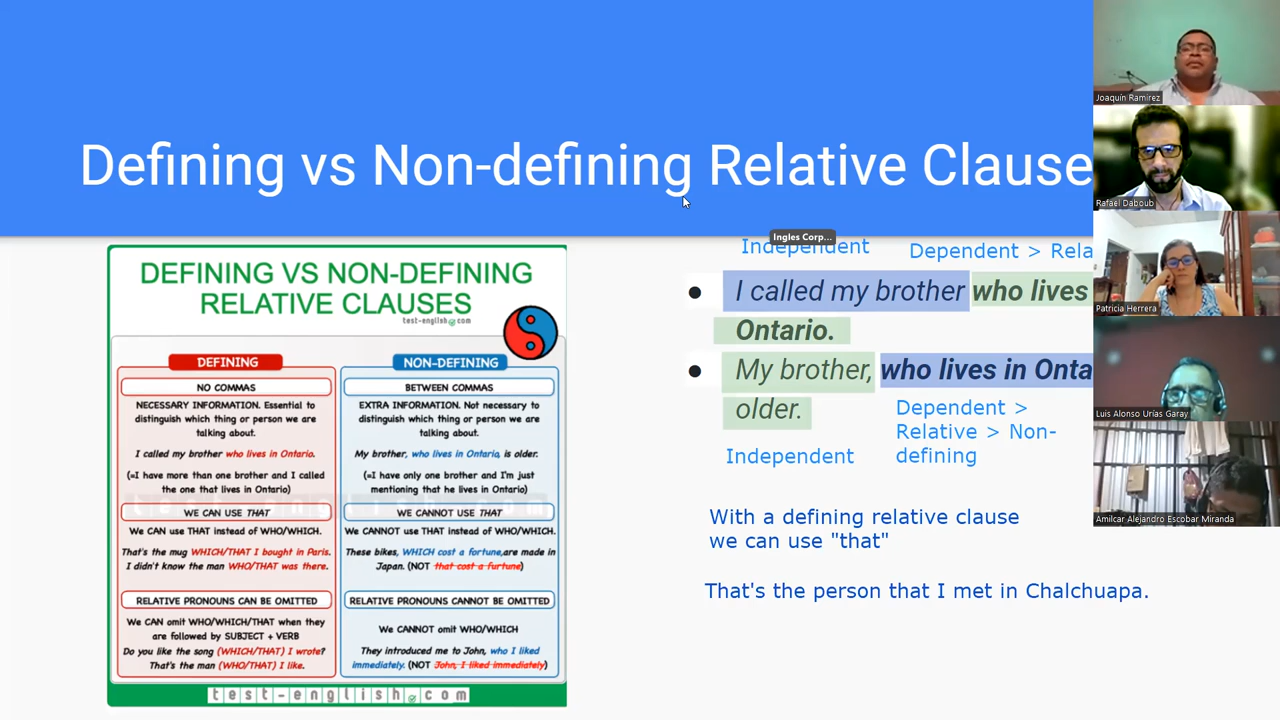 Defining vs Non-defining Relative Clause
Joaquín Ramirez
Rafael Daboub
Patricia Herrera
Luis Alonso Urías Garay
Amilcar Alejandro Escobar Miranda
DEFINING VS NON-DEFINING
RELATIVE CLAUSES
test-english.com
DEFINING
NO COMMAS
NECESSARY INFORMATION. Essential to
distinguish which thing or person we are
talking about.
I called my brother who lives in Ontario.
(=I have more than one brother and I called
the one that lives in Ontario)
WE CAN USE THAT
We CAN use THAT instead of WHO/WHICH.
That's the mug WHICH/THAT I bought in Paris.
I didn't know the man WHO/THAT was there.
RELATIVE PRONOUNS CAN BE OMITTED
We CAN omit WHO/WHICH/THAT when they
are followed by SUBJECT + VERB
Do you like the song (WHICH/THAT) I wrote?
That's the man (WHO/THAT) I like.
NON-DEFINING
BETWEEN COMMAS
EXTRA INFORMATION. Not necessary to
distinguish which thing or person we are
talking about.
My brother, who lives in Ontario, is older.
(=I have only one brother and I'm just
mentioning that he lives in Ontario)
WE CANNOT USE THAT
We CANNOT use THAT instead of WHO/WHICH.
These bikes, WHICH cost a fortune,are made in
Japan. (NOT that cost a furtune)
RELATIVE PRONOUNS CANNOT BE OMITTED
We CANNOT omit WHO/WHICH
They introduced me to John, who I liked
immediately. (NOT John, I liked immediately)
test-english.com
Ingles Corp...
Independent
Dependent > Rela
● I called my brother who lives
Ontario.
● My brother, who lives in Onta
older.
Dependent >
Relative > Non-
defining
Independent
With a defining relative clause
we can use "that"
That's the person that I met in Chalchuapa.